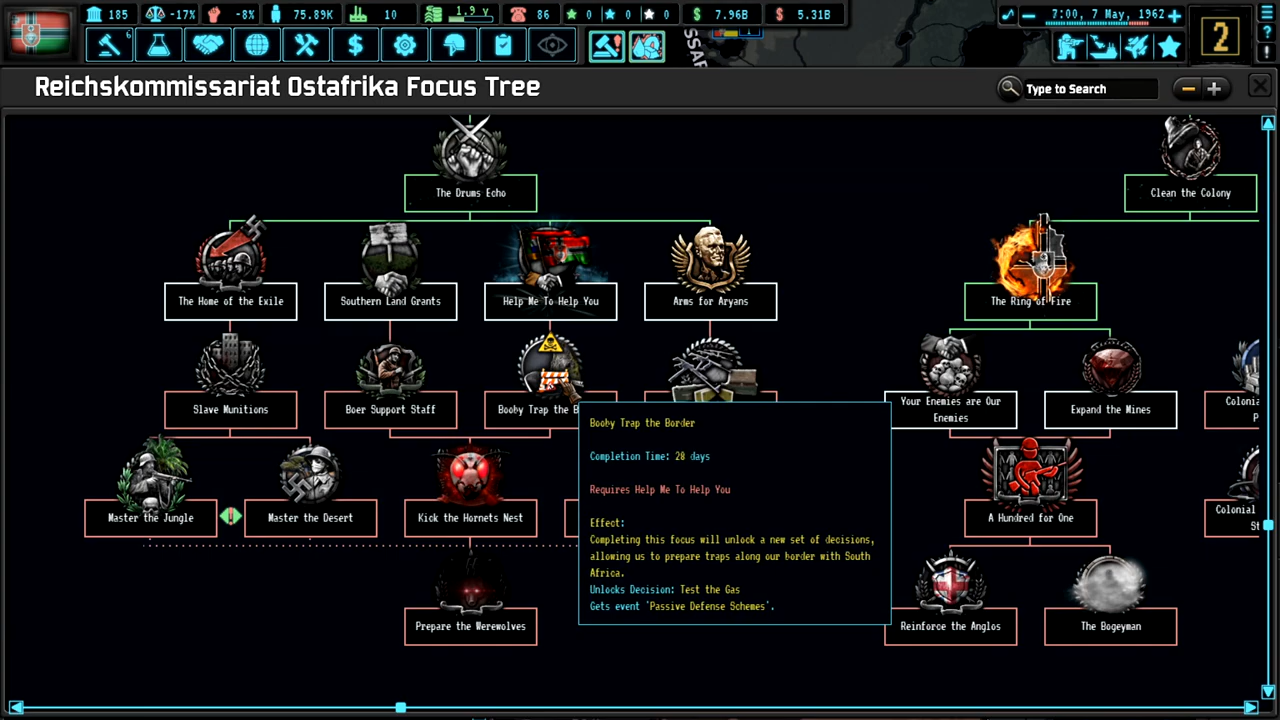 185
-17%
-8%
75.89K
10
1.9 y
86
0
0
0
$ 7.96B
$ 5.31B
7:00, 7 May, 1962
6
2
Reichskommissariat Ostafrika Focus Tree
Type to Search
The Drums Echo
Clean the Colony
The Home of the Exile
Southern Land Grants
Help Me To Help You
Arms for Aryans
The Ring of Fire
Slave Munitions
Boer Support Staff
Booby Trap the B
Your Enemies are Our
Enemies
Expand the Mines
Colonia
P
Booby Trap the Border
Completion Time: 28 days
Requires Help Me To Help You
Effect:
Completing this focus will unlock a new set of decisions,
allowing us to prepare traps along our border with South
Africa.
Unlocks Decision: Test the Gas
Gets event 'Passive Defense Schemes'.
Master the Jungle
Master the Desert
Kick the Hornets Nest
A Hundred for One
Colonial
St
Prepare the Werewolves
Reinforce the Anglos
The Bogeyman